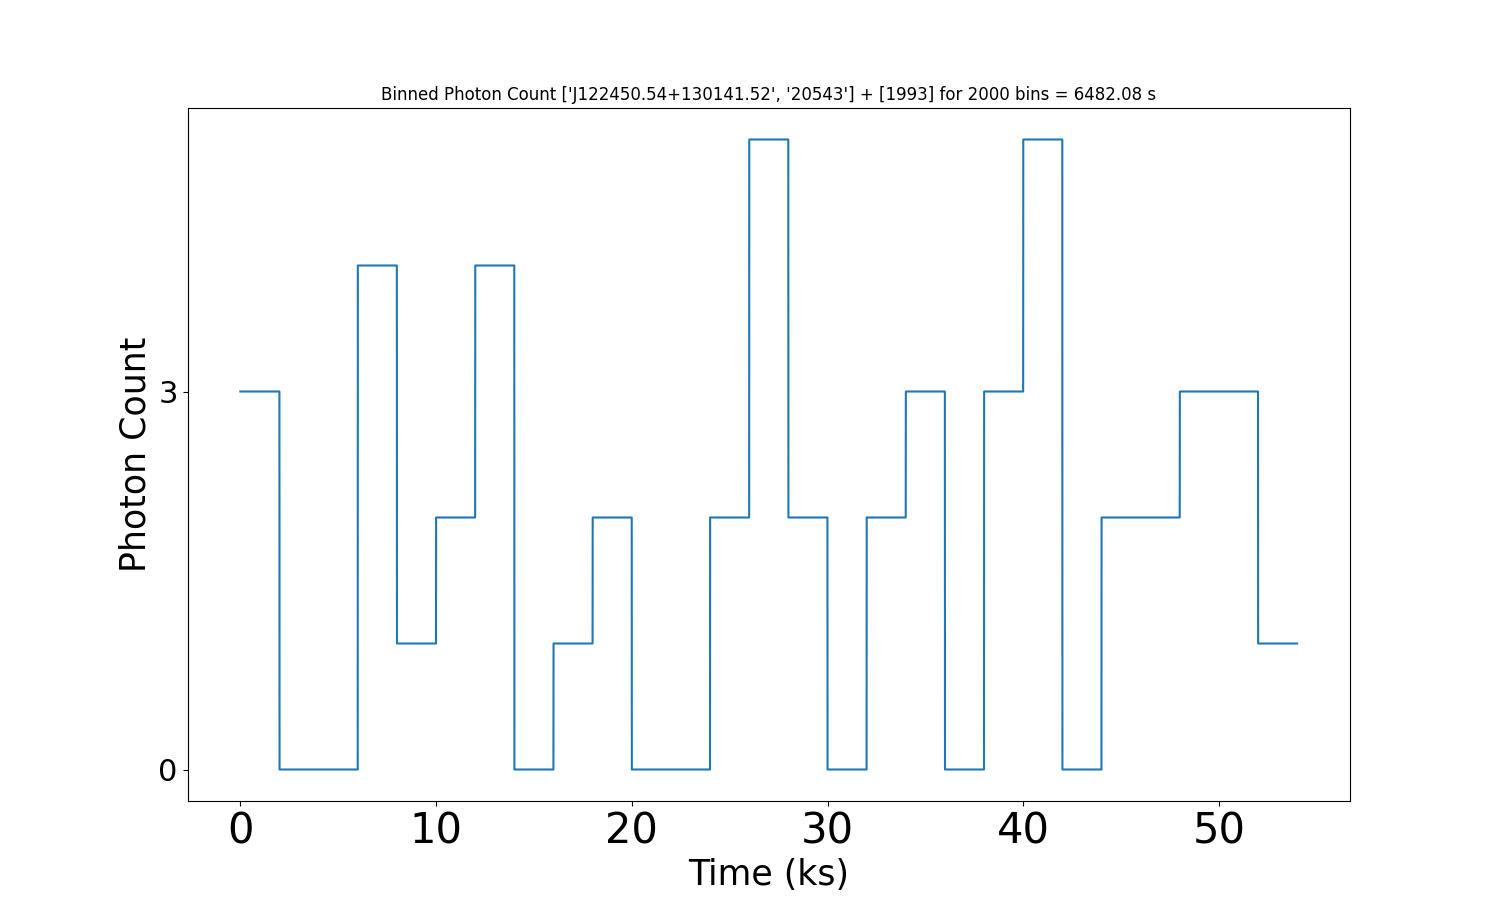 Binned Photon Count ['J122450.54+130141.52', '20543'] + [1993] for 2000 bins = 6482.08 s
Photon Count
3
0
0 10 20 30 40 50
Time (ks)